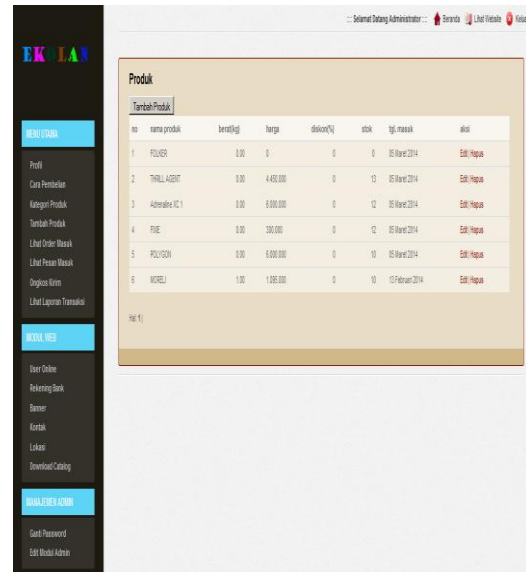 ::: Selamat Datang Administrator ::: Beranda Lihat Website
EKOLAN
MENU UTAMA
Profil
Cara Pembelian
Kategori Produk
Tambah Produk
Lihat Order Masuk
Lihat Pesan Masuk
Ongkos Kirim
Lihat Laporan Transaksi
MODUL WEB
User Online
Rekening Bank
Banner
Kontak
Lokasi
Download Catalog
MANAJEMEN ADMIN
Ganti Password
Edit Modul Admin
Produk
Tambah Produk
no nama produk berat(kg) harga diskon(%) stok tgl. masuk aksi
1 FOLKER 0.00 0 0 0 05 Maret 2014 Edit | Hapus
2 THRILL AGENT 0.00 4.450.000 0 13 05 Maret 2014 Edit | Hapus
3 Adrenaline XC 1 0.00 6.000.000 0 12 05 Maret 2014 Edit | Hapus
4 0.00 300.000 0 12 05 Maret 2014 Edit | Hapus
5 POLYGON 0.00 6.000.000 0 10 05 Maret 2014 Edit | Hapus
6 MORELI 1.00 1.095.000 0 10 13 Februari 2014 Edit | Hapus
Hal: 1 |